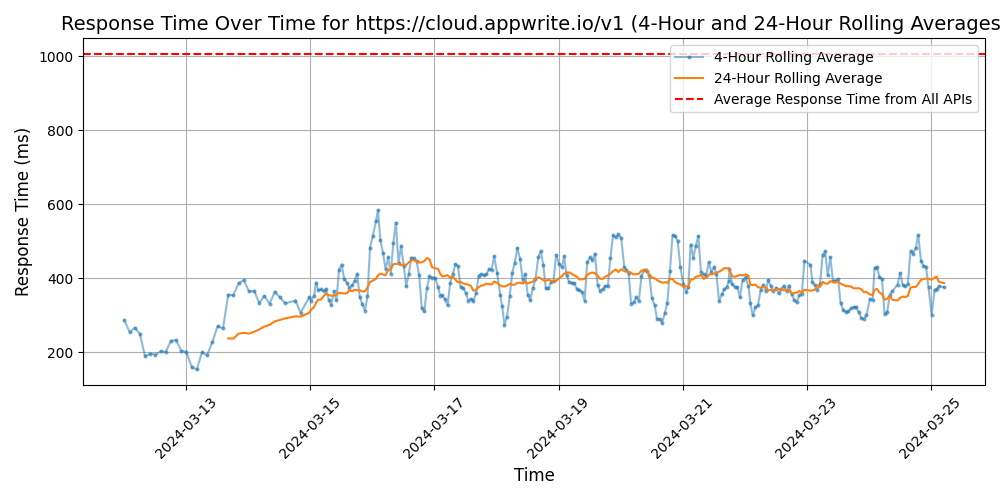 Response Time Over Time for https://cloud.appwrite.io/v1 (4-Hour and 24-Hour Rolling Averages
Response Time (ms)
1000
800
600
400
200
4-Hour Rolling Average
24-Hour Rolling Average
Average Response Time from All APIs
2024-03-13
2024-03-15
2024-03-17
2024-03-19
2024-03-21
2024-03-23
2024-03-25
Time